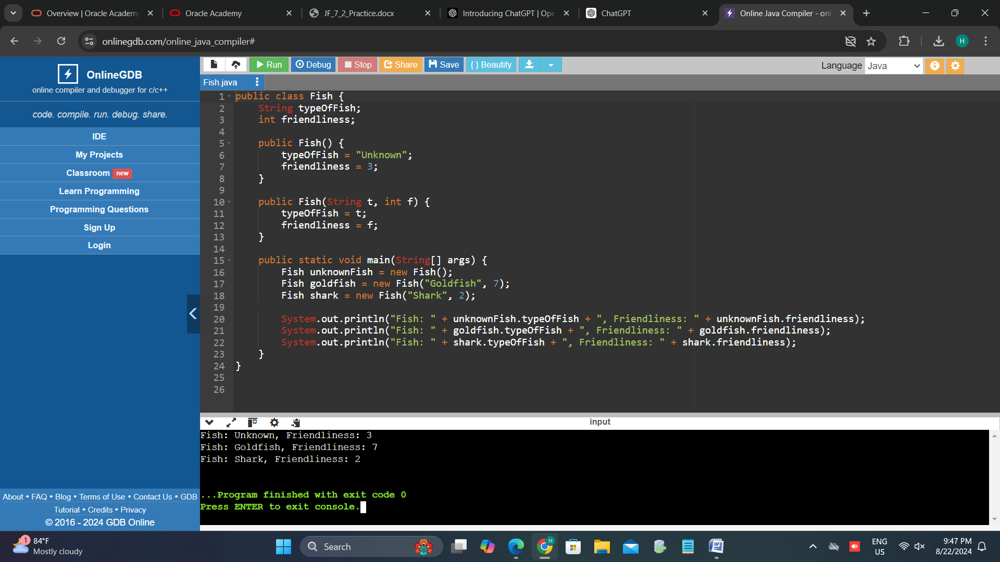 Overview | Oracle Academy
Oracle Academy
JF_7_2_Practice.docx
Introducing ChatGPT | Ope
ChatGPT
Online Java Compiler - onl
onlinegdb.com/online_java_compiler#
H
OnlineGDB
online compiler and debugger for c/c++
code. compile. run. debug. share.
IDE
My Projects
Classroom new
Learn Programming
Programming Questions
Sign Up
Login
About • FAQ • Blog • Terms of Use • Contact Us • GDB
Tutorial • Credits • Privacy
© 2016 - 2024 GDB Online
Run Debug Stop Share Save { } Beautify
Language Java
Fish.java
1 public class Fish {
2     String typeOfFish;
3     int friendliness;
4
5     public Fish() {
6         typeOfFish = "Unknown";
7         friendliness = 3;
8     }
9
10     public Fish(String t, int f) {
11         typeOfFish = t;
12         friendliness = f;
13     }
14
15     public static void main(String[] args) {
16         Fish unknownFish = new Fish();
17         Fish goldfish = new Fish("Goldfish", 7);
18         Fish shark = new Fish("Shark", 2);
19
20         System.out.println("Fish: " + unknownFish.typeOfFish + ", Friendliness: " + unknownFish.friendliness);
21         System.out.println("Fish: " + goldfish.typeOfFish + ", Friendliness: " + goldfish.friendliness);
22         System.out.println("Fish: " + shark.typeOfFish + ", Friendliness: " + shark.friendliness);
23     }
24 }
25
26
input
Fish: Unknown, Friendliness: 3
Fish: Goldfish, Friendliness: 7
Fish: Shark, Friendliness: 2
...Program finished with exit code 0
Press ENTER to exit console.
1
84°F
Mostly cloudy
Search
H
ENG
US
9:47 PM
8/22/2024